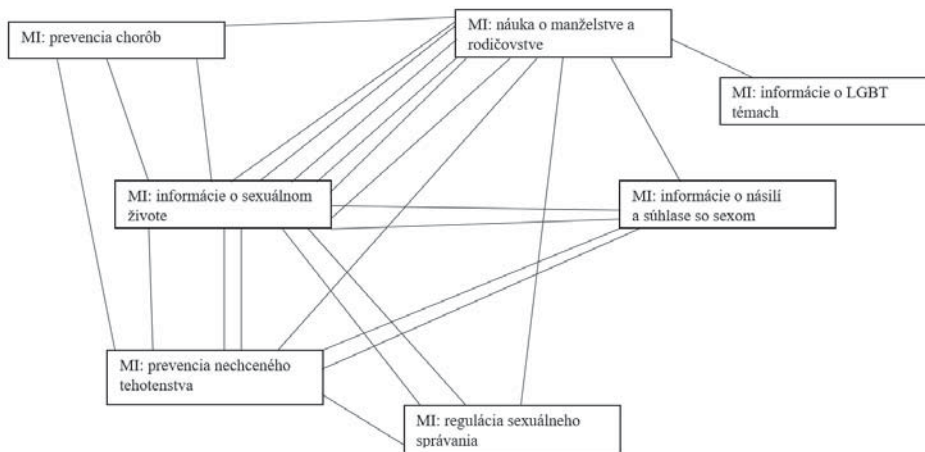 MI: prevencia chorôb
MI: náuka o manželstve a
rodičovstve
MI: informácie o LGBT
témach
MI: informácie o sexuálnom
živote
MI: informácie o násilí
a súhlase so sexom
MI: prevencia nechceného
tehotenstva
MI: regulácia sexuálneho
správania